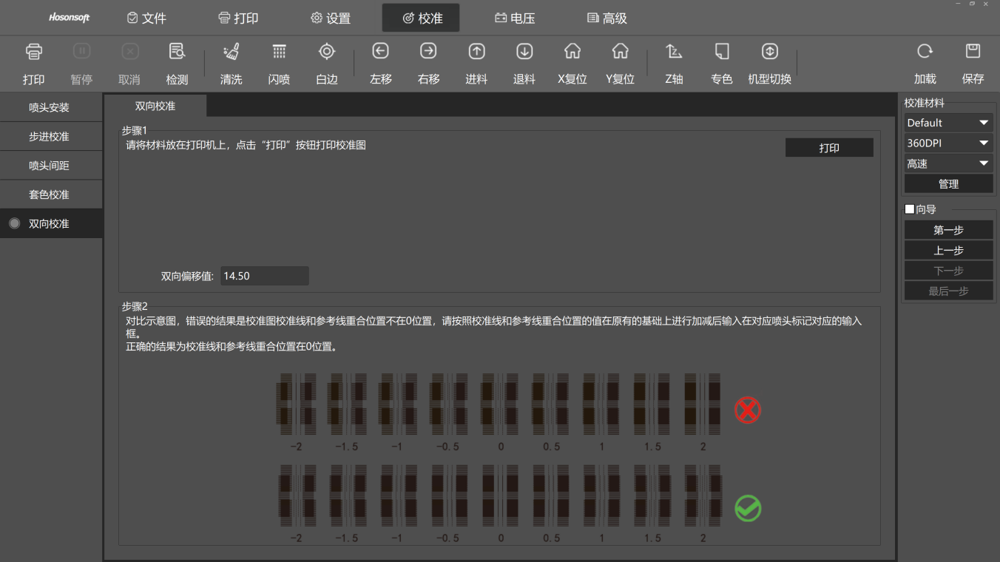 Hosonsoft 文件 打印 设置 校准 电压 高级
打印 暂停 取消 检测 清洗 闪喷 白边 左移 右移 进料 退料 X复位 Y复位 Z轴 专色 机型切换 加载 保存
喷头安装
步进校准
喷头间距
套色校准
双向校准
双向校准
步骤1
请将材料放在打印机上，点击“打印”按钮打印校准图
打印
双向偏移值: 14.50
步骤2
对比示意图，错误的结果是校准图校准线和参考线重合位置不在0位置，请按照校准线和参考线重合位置的值在原有的基础上进行加减后输入在对应喷头标记对应的输入
框。
正确的结果为校准线和参考线重合位置在0位置。
-2 -1.5 -1 -0.5 0 0.5 1 1.5 2
-2 -1.5 -1 -0.5 0 0.5 1 1.5 2
校准材料
Default
360DPI
高速
管理
向导
第一步
上一步
下一步
最后一步